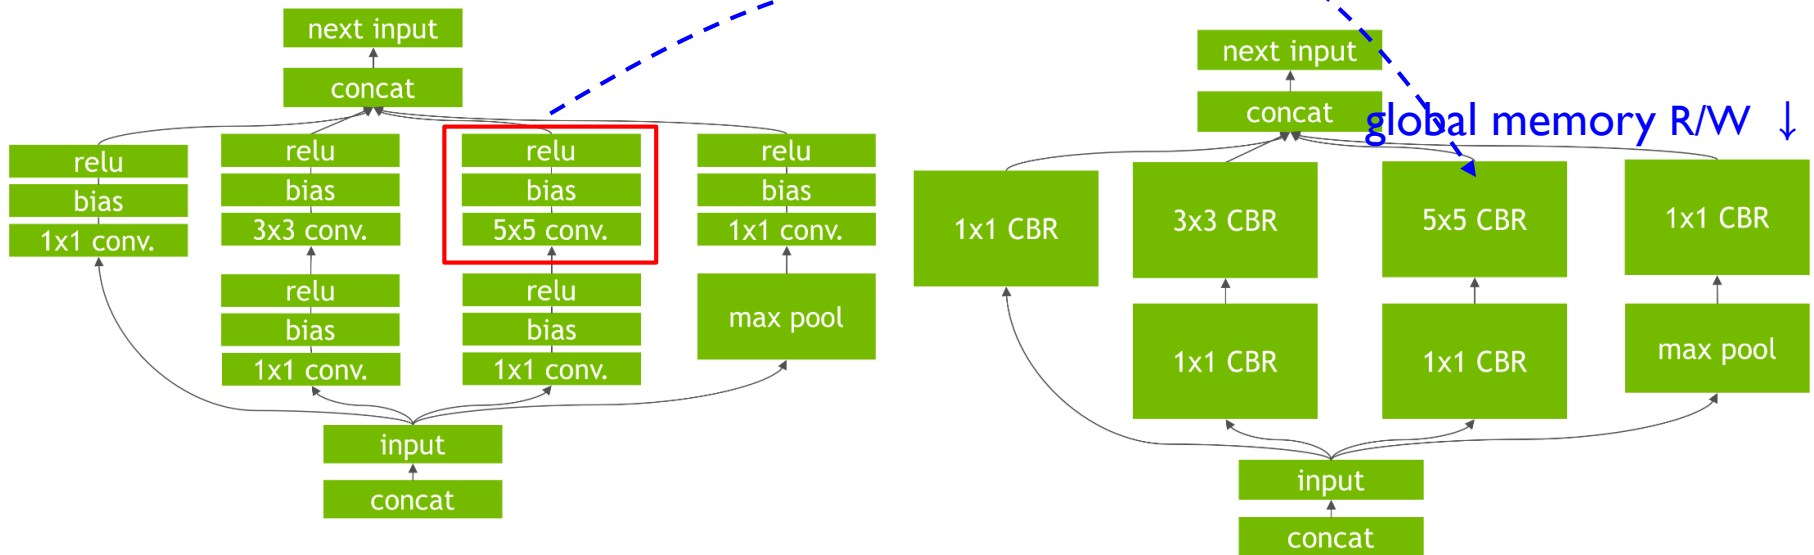 next input
concat
relu
bias
1x1 conv.
relu
bias
3x3 conv.
relu
bias
1x1 conv.
relu
bias
5x5 conv.
relu
bias
1x1 conv.
relu
bias
1x1 conv.
max pool
input
concat
next input
concat
global memory R/W ↓
1x1 CBR
3x3 CBR
5x5 CBR
1x1 CBR
1x1 CBR
1x1 CBR
max pool
input
concat